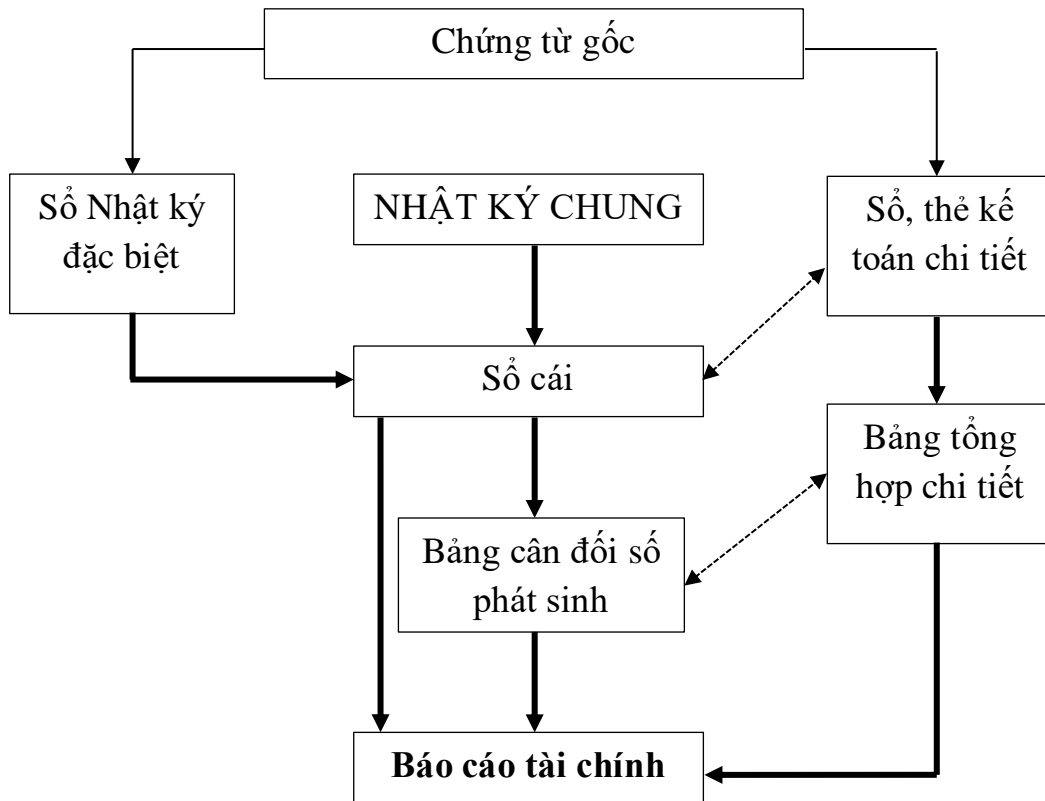 Chứng từ gốc
Sổ Nhật ký
đặc biệt
NHẬT KÝ CHUNG
Sổ, thẻ kế
toán chi tiết
Sổ cái
Bảng tổng
hợp chi tiết
Bảng cân đối số
phát sinh
Báo cáo tài chính